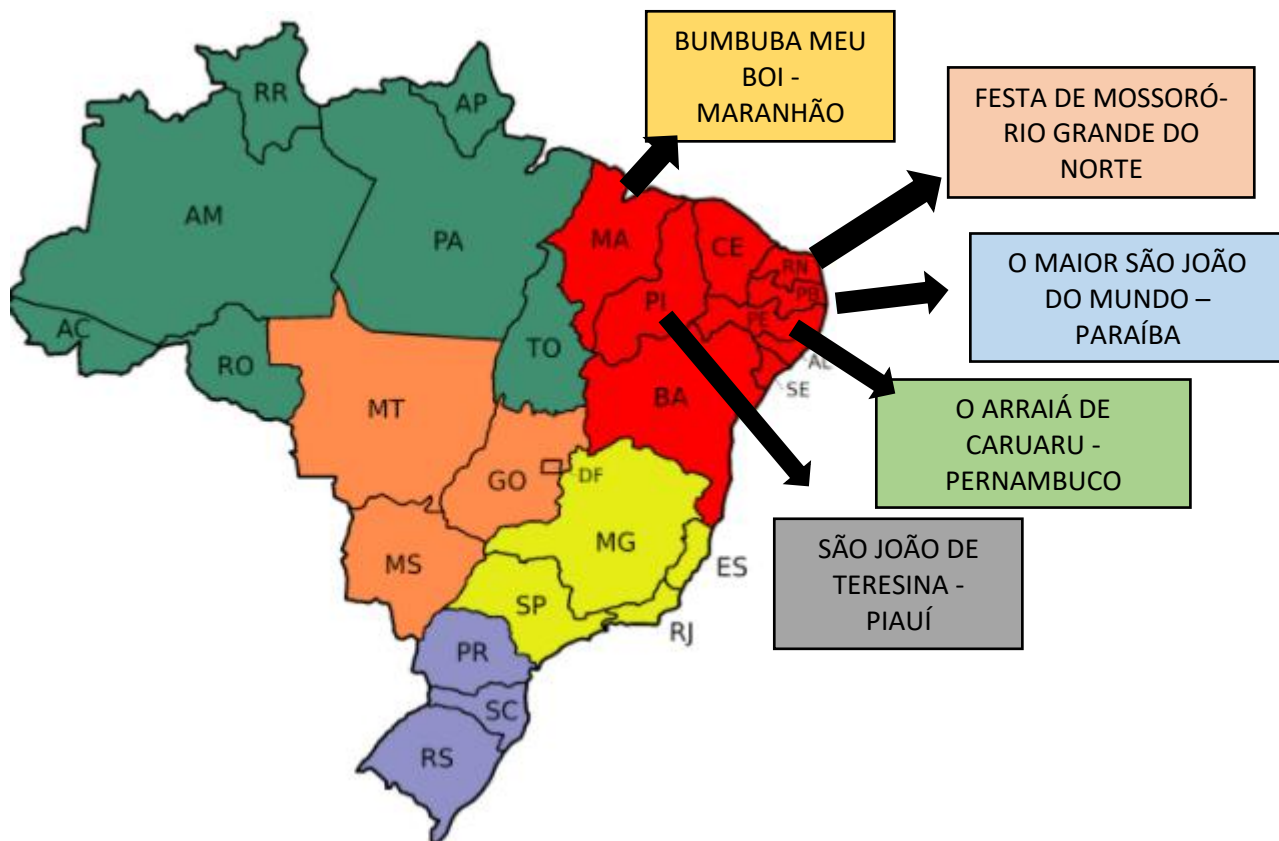 BUMBUBA MEU
BOI -
MARANHÃO
FESTA DE MOSSORÓ-
RIO GRANDE DO
NORTE
O MAIOR SÃO JOÃO
DO MUNDO –
PARAÍBA
O ARRAIÁ DE
CARUARU -
PERNAMBUCO
SÃO JOÃO DE
TERESINA -
PIAUÍ
RR
AP
AM
PA
MA
CE
RN
PB
PI
PE
AL
SE
AC
RO
TO
BA
MT
GO
DF
MG
ES
MS
SP
RJ
PR
SC
RS